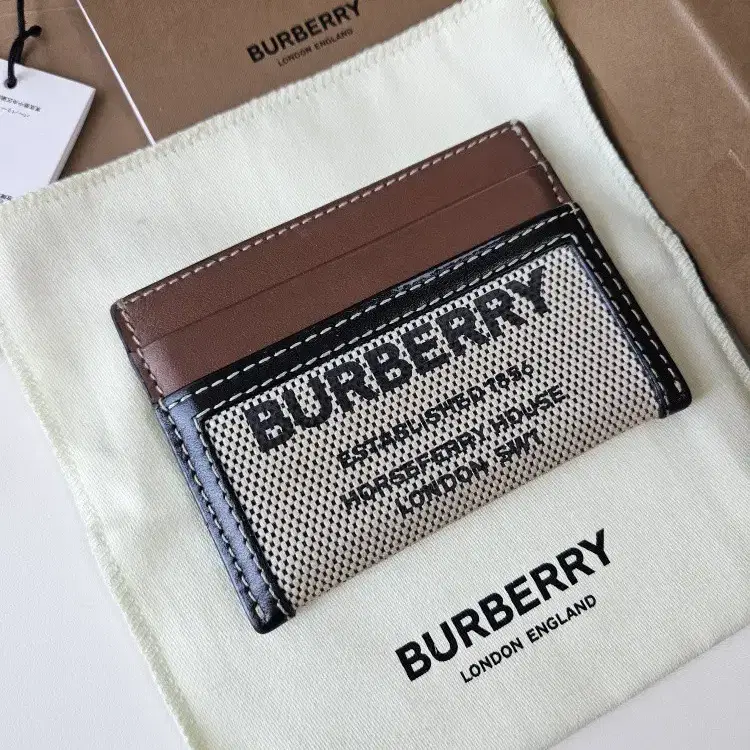 BURBERRY
LONDON ENGLAND
BURBERRY
ESTABLISHED 1856
HORSEFERRY HOUSE
LONDON SW1
BURBERRY
LONDON ENGLAND